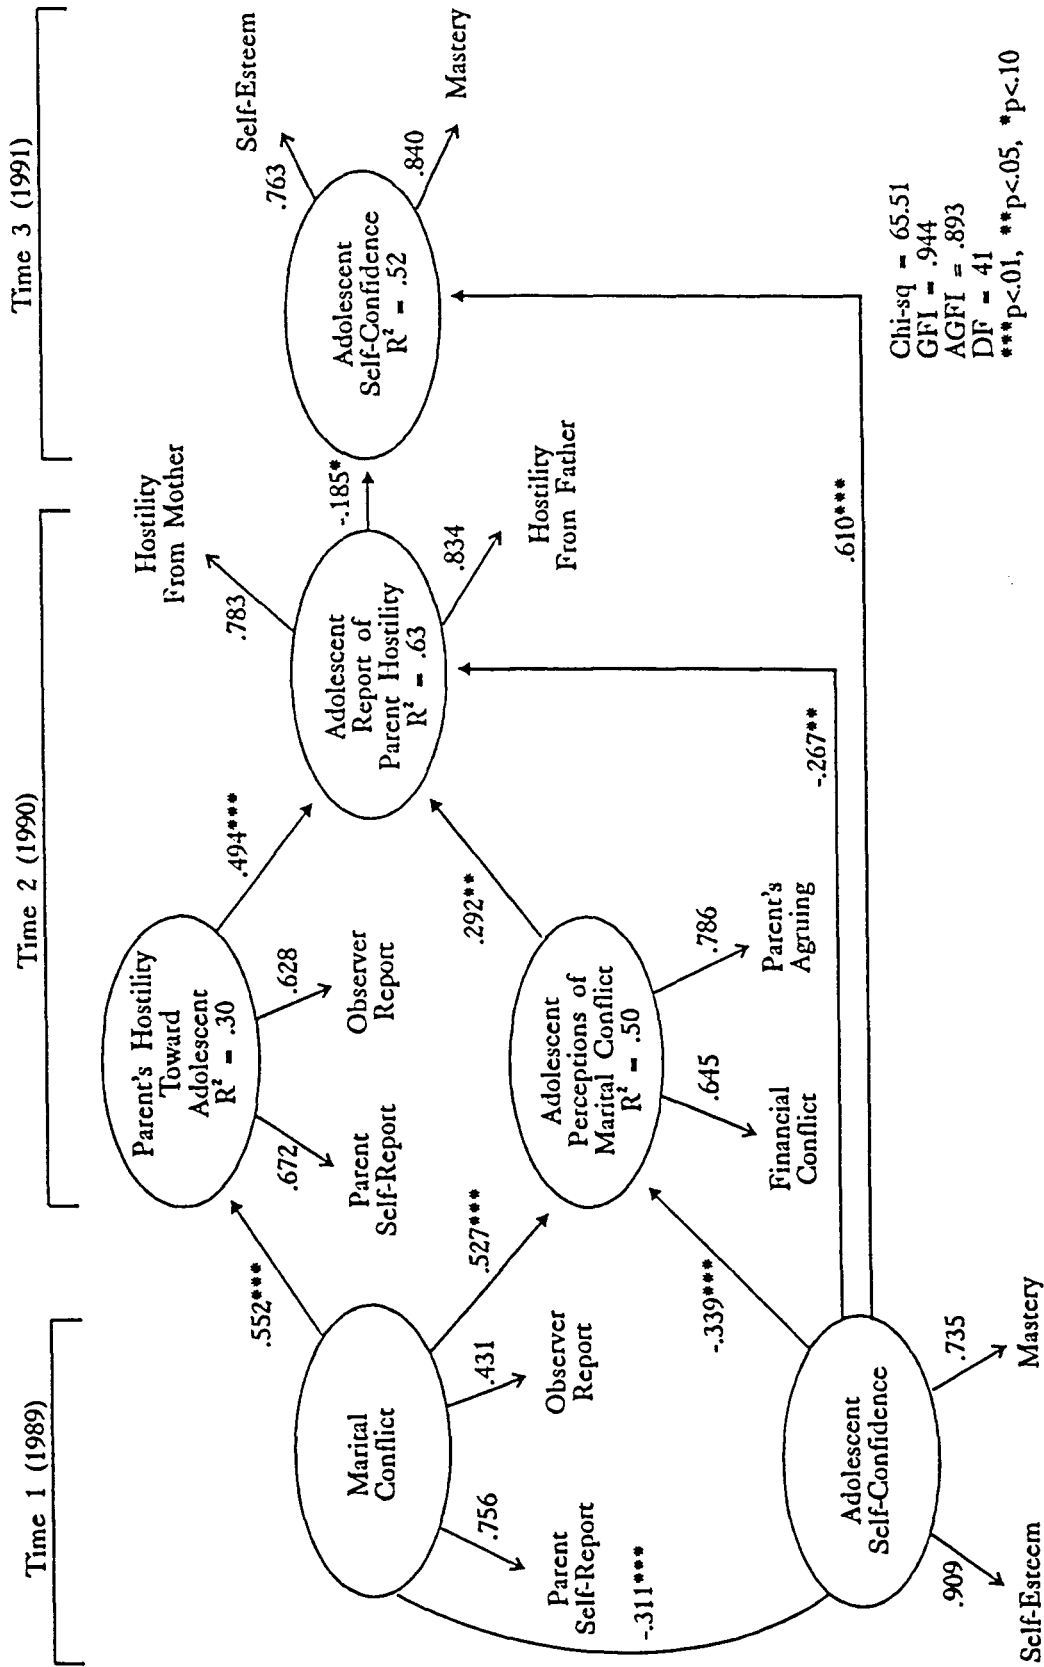 Time 1 (1989)
Time 2 (1990)
Time 3 (1991)
Parent's Hostility
Toward
Adolescent
R² = .30
.672
Parent
Self-Report
.628
Observer
Report
.552***
.494***
Hostility
From Mother
.783
Marital
Conflict
.756
Parent
Self-Report
.431
Observer
Report
.527***
Adolescent
Report of
Parent Hostility
R² = .63
.834
Hostility
From Father
-.185*
Adolescent
Self-Confidence
R² = .52
.763
Self-Esteem
.840
Mastery
.292**
Adolescent
Perceptions of
Marital Conflict
R² = .50
.645
Financial
Conflict
.786
Parent's
Agruing
-.311***
-.339***
-.267**
.610***
Adolescent
Self-Confidence
.909
Self-Esteem
.735
Mastery
Chi-sq = 65.51
GFI = .944
AGFI = .893
DF = 41
***p<.01, **p<.05, *p<.10